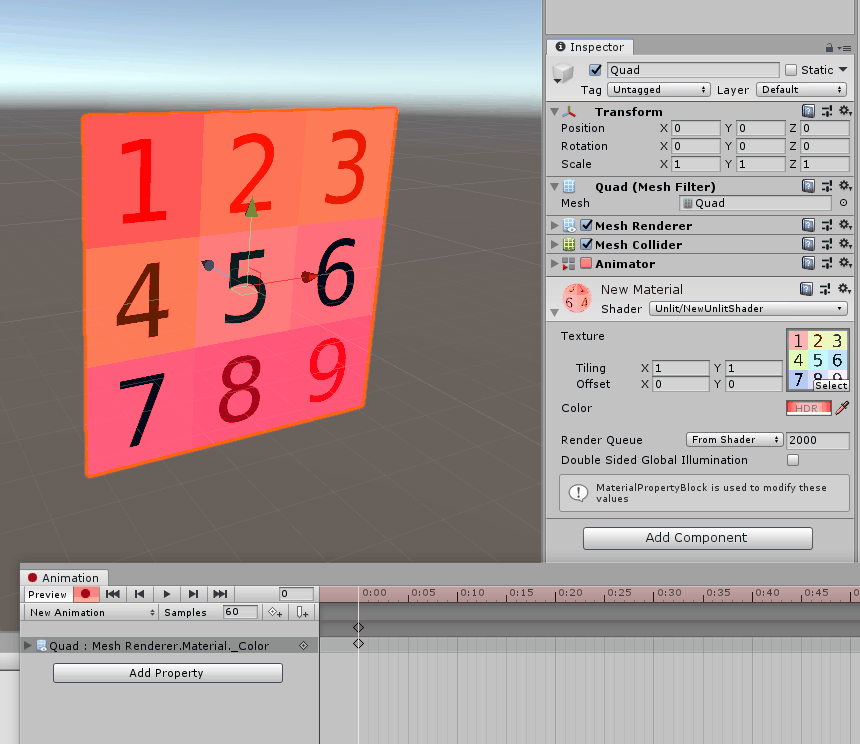 1 2 3
4 5 6
7 8 9
Inspector
Quad Static
Tag Untagged Layer Default
Transform
Position X 0 Y 0 Z 0
Rotation X 0 Y 0 Z 0
Scale X 1 Y 1 Z 1
Quad (Mesh Filter)
Mesh Quad
Mesh Renderer
Mesh Collider
Animator
New Material
Shader Unlit/NewUnlitShader
Texture
1 2 3
4 5 6
7 8 9
Select
Tiling X 1 Y 1
Offset X 0 Y 0
Color HDR
Render Queue From Shader 2000
Double Sided Global Illumination
MaterialPropertyBlock is used to modify these
values
Add Component
Animation
Preview 0 0:00 0:05 0:10 0:15 0:20 0:25 0:30 0:35 0:40 0:45
New Animation Samples 60
Quad : Mesh Renderer.Material._Color
Add Property